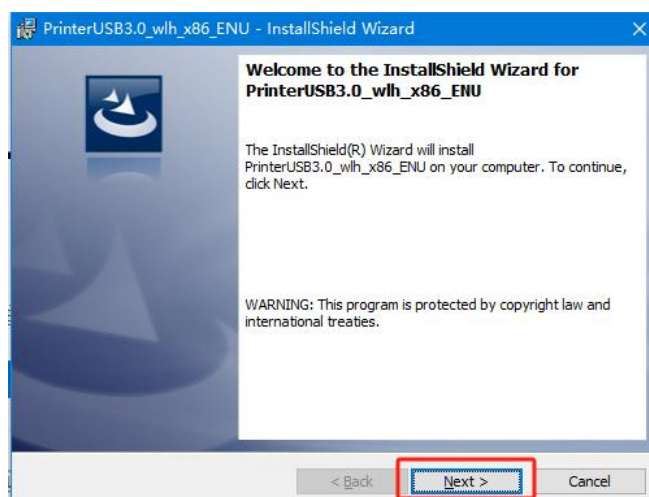 PrinterUSB3.0_wlh_x86_ENU - InstallShield Wizard
Welcome to the InstallShield Wizard for
PrinterUSB3.0_wlh_x86_ENU
The InstallShield(R) Wizard will install
PrinterUSB3.0_wlh_x86_ENU on your computer. To continue,
click Next.
WARNING: This program is protected by copyright law and
international treaties.
< Back
Next >
Cancel